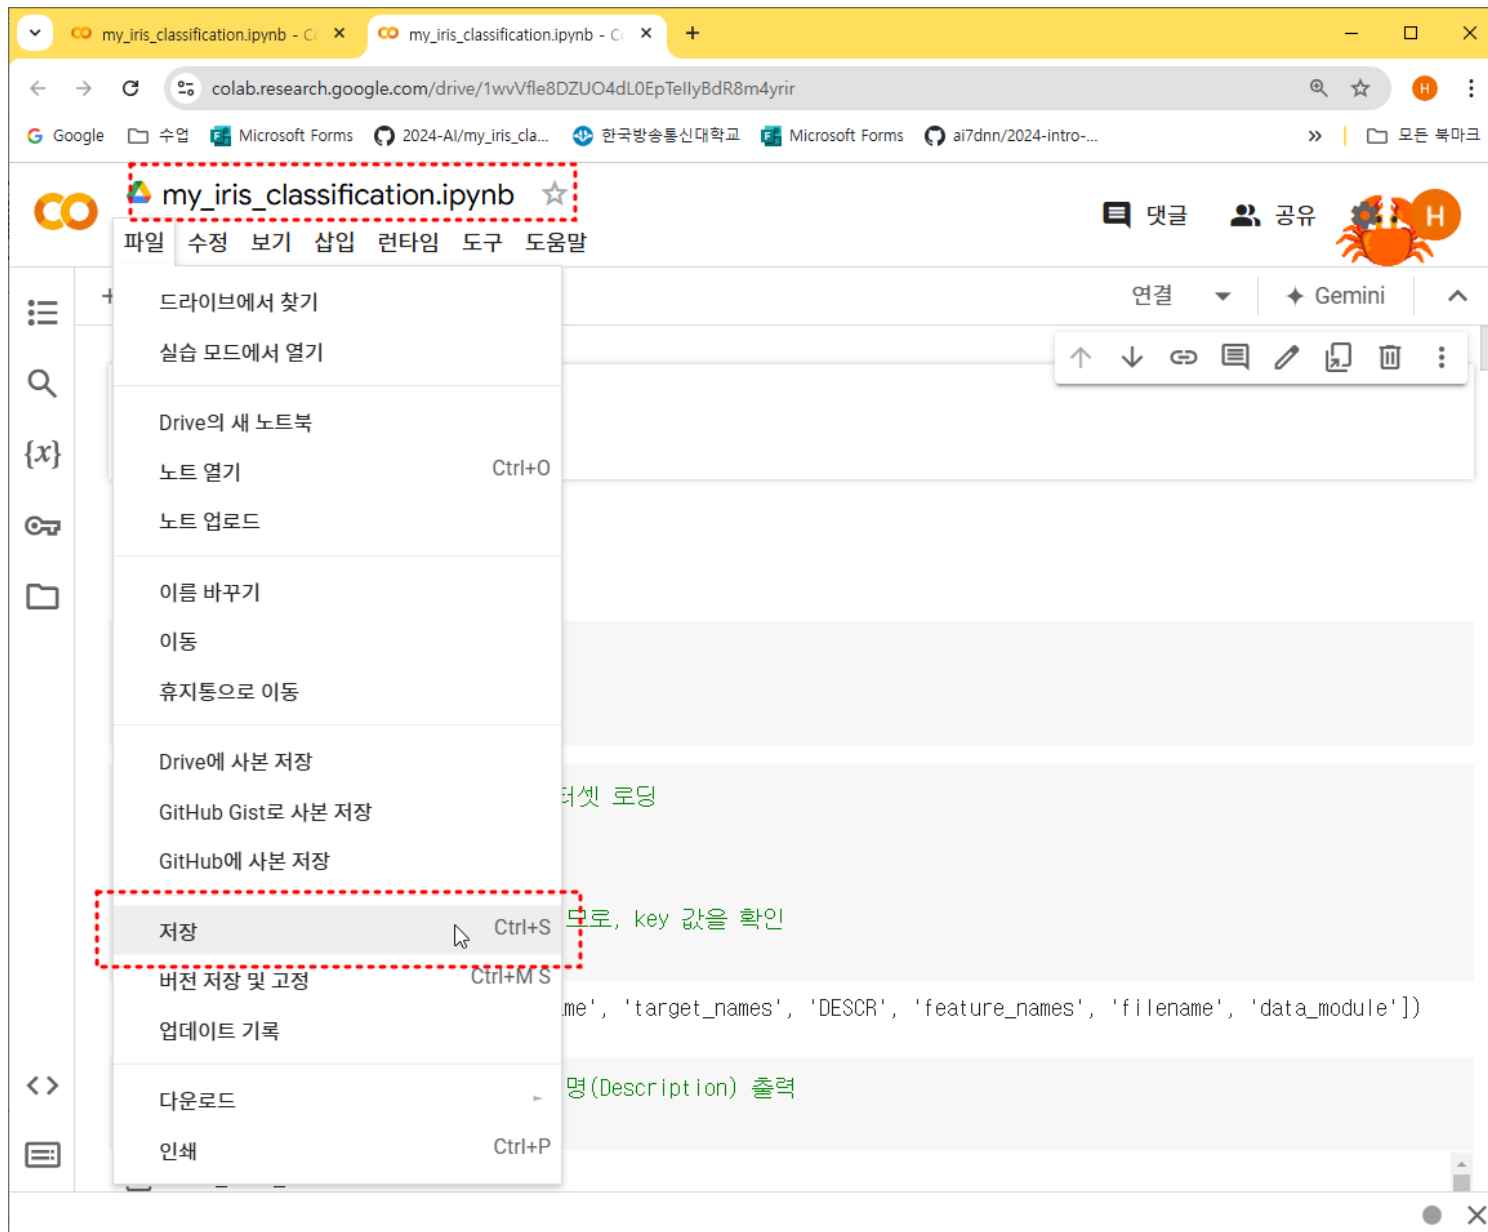 my_iris_classification.ipynb - C
my_iris_classification.ipynb - C
colab.research.google.com/drive/1wvVfle8DZUO4dL0EpTellyBdR8m4yrir
H
Google 수업 Microsoft Forms 2024-AI/my_iris_cla... 한국방송통신대학교 Microsoft Forms ai7dnn/2024-intro-... » 모든 북마크
my_iris_classification.ipynb
댓글 공유 H
파일 수정 보기 삽입 런타임 도구 도움말
연결 Gemini
드라이브에서 찾기
실습 모드에서 열기
Drive의 새 노트북
{x}
노트 열기 Ctrl+O
노트 업로드
이름 바꾸기
이동
휴지통으로 이동
Drive에 사본 저장
터셋 로딩
GitHub Gist로 사본 저장
GitHub에 사본 저장
저장 Ctrl+S
므로, key 값을 확인
버전 저장 및 고정 Ctrl+M S
me', 'target_names', 'DESCR', 'feature_names', 'filename', 'data_module'])
업데이트 기록
명(Description) 출력
다운로드
인쇄 Ctrl+P